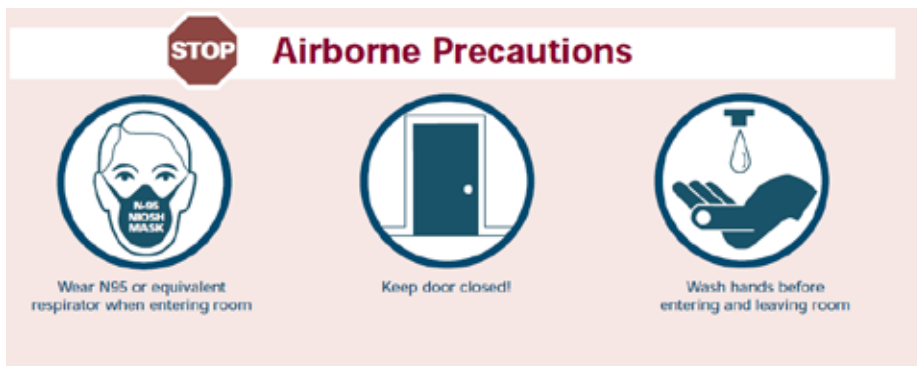 STOP
Airborne Precautions
N-95
NIOSH
MASK
Wear N95 or equivalent
respirator when entering room
Keep door closed!
Wash hands before
entering and leaving room